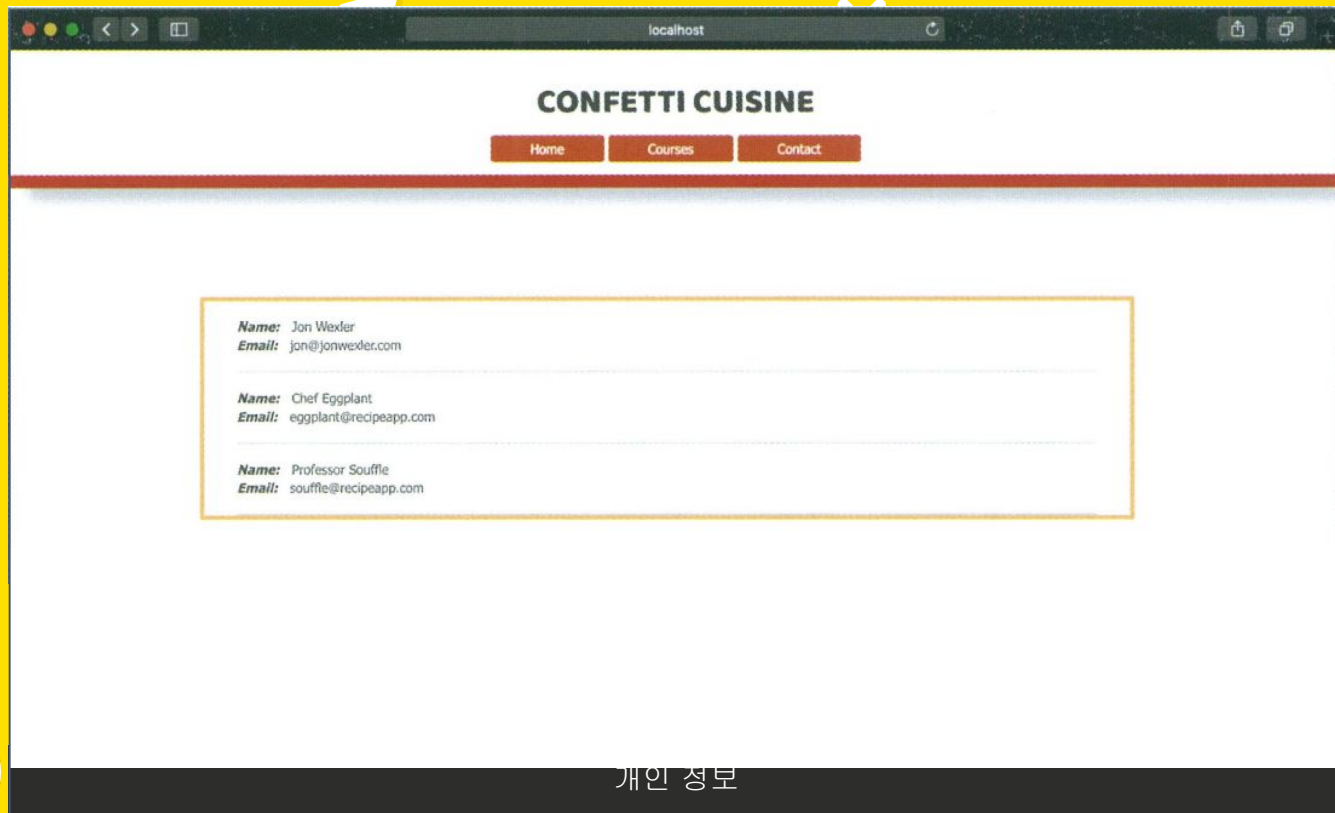 localhost
CONFETTI CUISINE
Home Courses Contact
Name: Jon Wexler
Email: jon@jonwexler.com
Name: Chef Eggplant
Email: eggplant@recipeapp.com
Name: Professor Souffle
Email: souffle@recipeapp.com
개인 정보